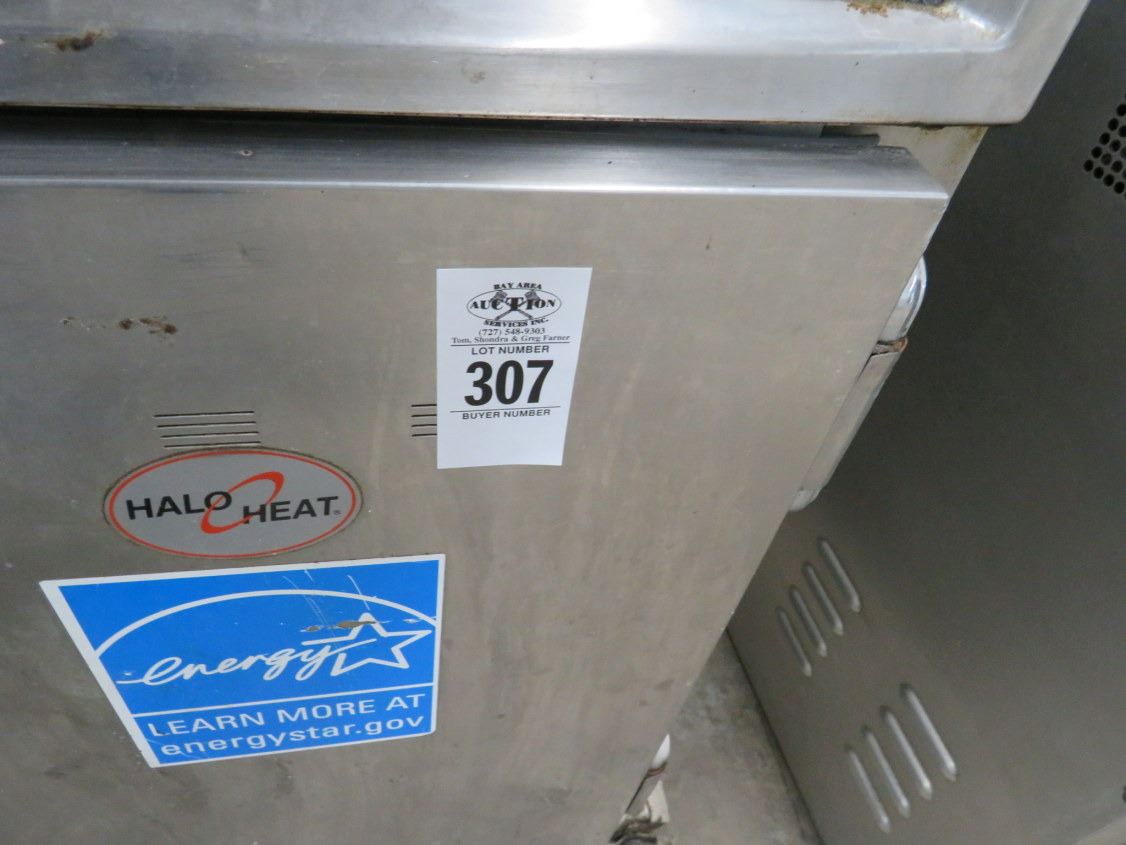 BAY AREA
AUCTION
SERVICES INC.
(727) 548-9303
Tom, Shondra & Greg Farner
LOT NUMBER
307
BUYER NUMBER
HALO HEAT
energy
LEARN MORE AT
energystar.gov